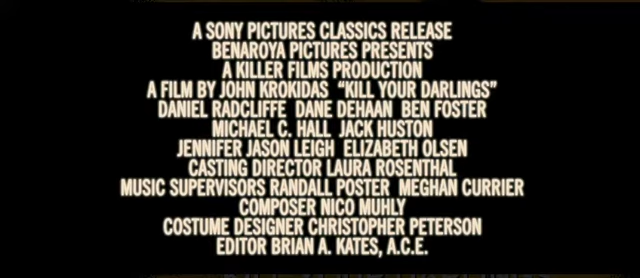 A SONY PICTURES CLASSICS RELEASE
BENAROYA PICTURES PRESENTS
A KILLER FILMS PRODUCTION
A FILM BY JOHN KROKIDAS "KILL YOUR DARLINGS"
DANIEL RADCLIFFE DANE DEHAAN BEN FOSTER
MICHAEL C. HALL JACK HUSTON
JENNIFER JASON LEIGH ELIZABETH OLSEN
CASTING DIRECTOR LAURA ROSENTHAL
MUSIC SUPERVISORS RANDALL POSTER MEGHAN CURRIER
COMPOSER NICO MUHLY
COSTUME DESIGNER CHRISTOPHER PETERSON
EDITOR BRIAN A. KATES, A.C.E.